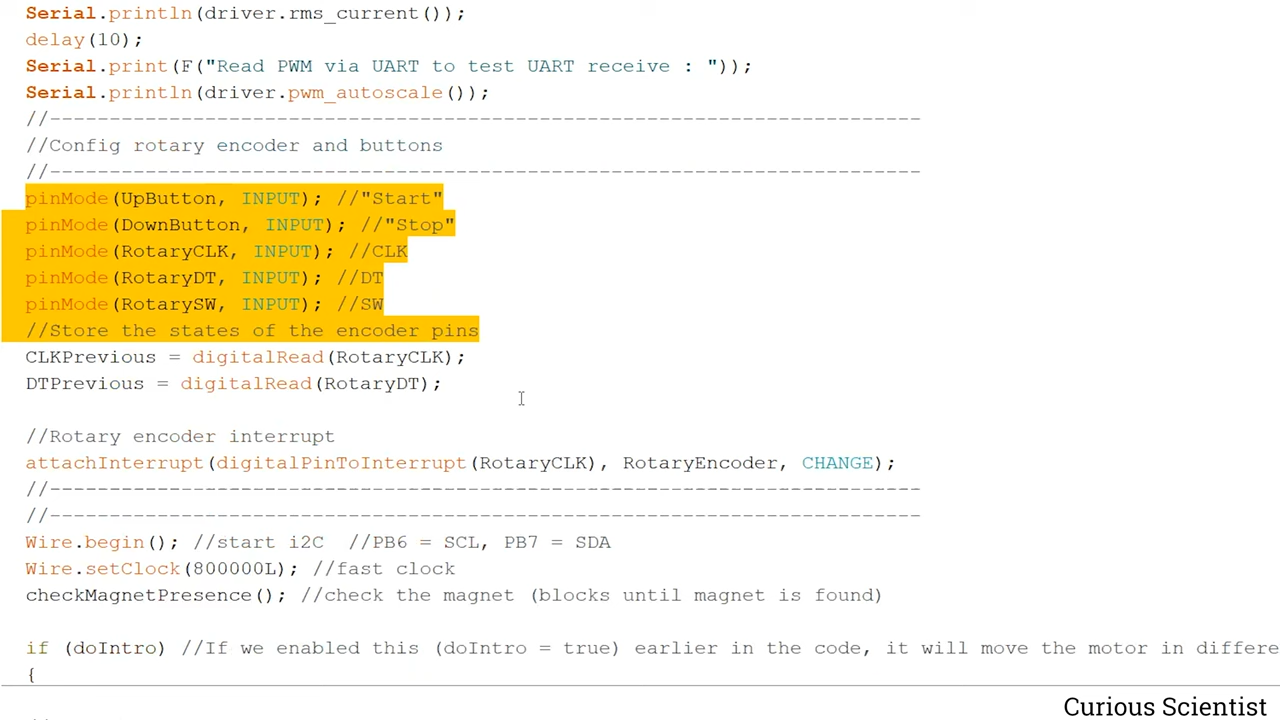 Serial.println(driver.rms_current());
delay(10);
Serial.print(F("Read PWM via UART to test UART receive : "));
Serial.println(driver.pwm_autoscale());
//-------------------------------------------------------------------------
//Config rotary encoder and buttons
//-------------------------------------------------------------------------
pinMode(UpButton, INPUT); //"Start"
pinMode(DownButton, INPUT); //"Stop"
pinMode(RotaryCLK, INPUT); //CLK
pinMode(RotaryDT, INPUT); //DT
pinMode(RotarySW, INPUT); //SW
//Store the states of the encoder pins
CLKPrevious = digitalRead(RotaryCLK);
DTPrevious = digitalRead(RotaryDT);
//Rotary encoder interrupt
attachInterrupt(digitalPinToInterrupt(RotaryCLK), RotaryEncoder, CHANGE);
//-------------------------------------------------------------------------
//-------------------------------------------------------------------------
Wire.begin(); //start i2C  //PB6 = SCL, PB7 = SDA
Wire.setClock(800000L); //fast clock
checkMagnetPresence(); //check the magnet (blocks until magnet is found)
if (doIntro) //If we enabled this (doIntro = true) earlier in the code, it will move the motor in differe
{
Curious Scientist